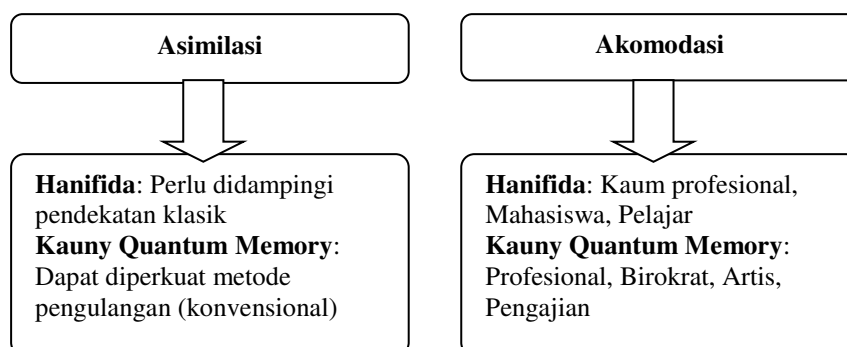 Asimilasi
Akomodasi
Hanifida: Perlu didampingi
pendekatan klasik
Kauny Quantum Memory:
Dapat diperkuat metode
pengulangan (konvensional)
Hanifida: Kaum profesional,
Mahasiswa, Pelajar
Kauny Quantum Memory:
Profesional, Birokrat, Artis,
Pengajian